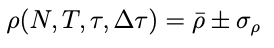 ρ(N, T, τ, Δτ) = ρ̄ ± σ_ρ